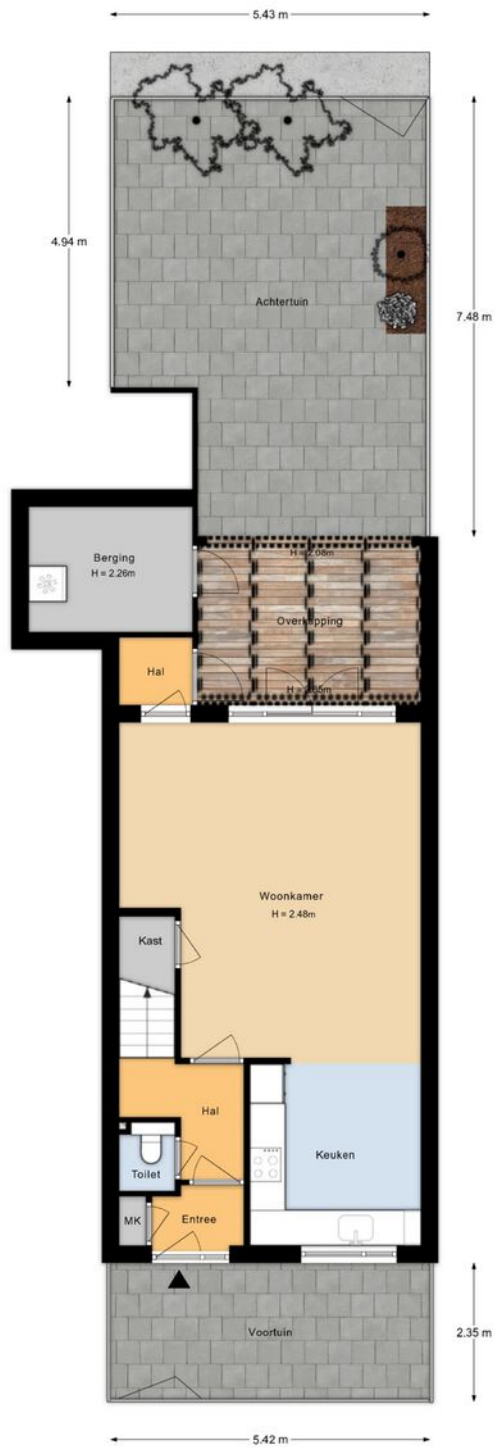 5.43 m
4.94 m
7.48 m
Achtertuin
H = 2.08m
Berging
H = 2.26m
Overkapping
Hal
Woonkamer
H = 2.48m
Kast
Hal
Keuken
Toilet
MK
Entree
Voortuin
2.35 m
5.42 m